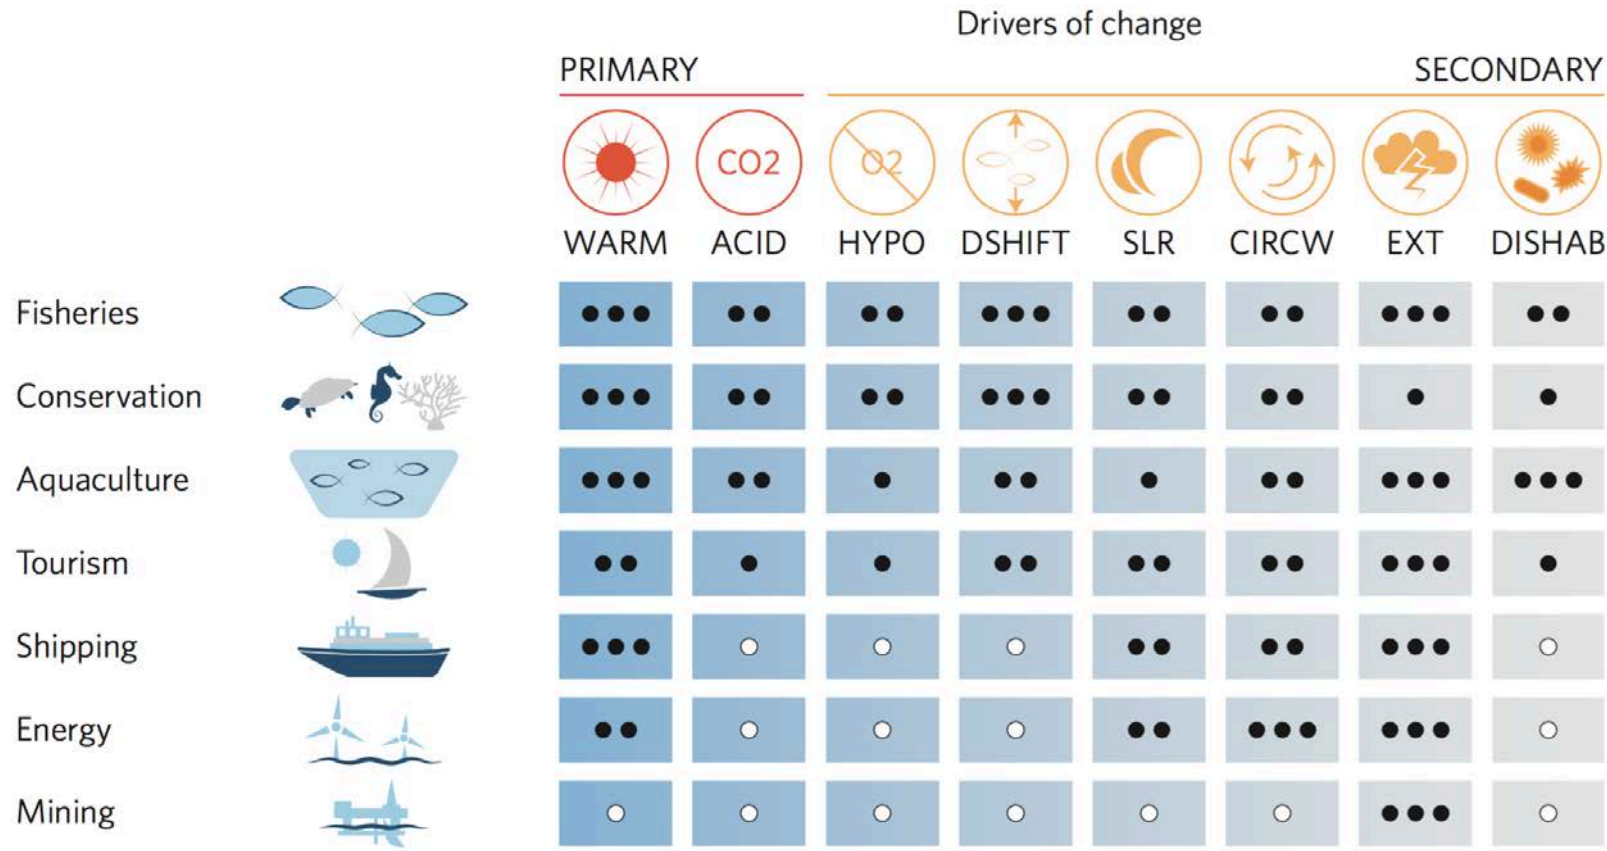 Drivers of change
PRIMARY SECONDARY
CO2 O2
WARM ACID HYPO DSHIFT SLR CIRCW EXT DISHAB
Fisheries
Conservation
Aquaculture
Tourism
Shipping
Energy
Mining